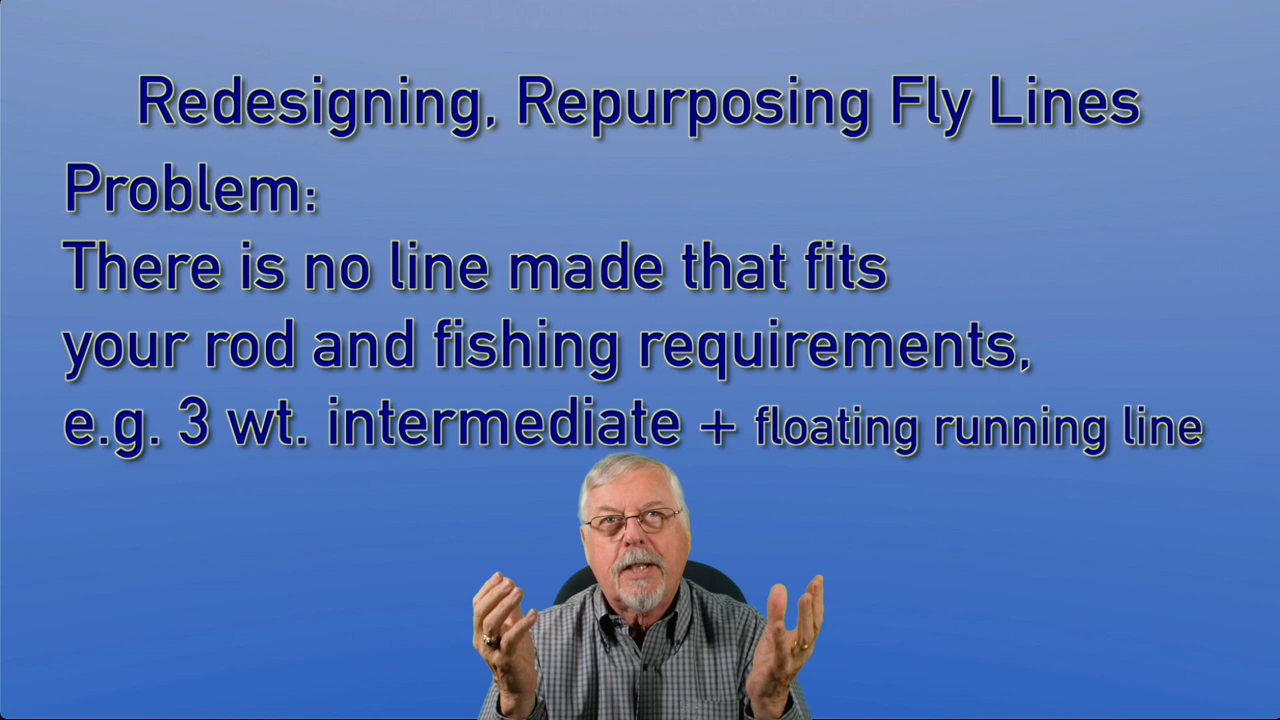 Redesigning, Repurposing Fly Lines
Problem:
There is no line made that fits
your rod and fishing requirements,
e.g. 3 wt. intermediate + floating running line